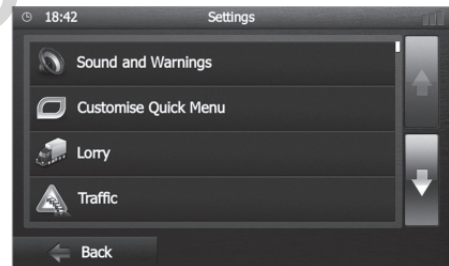 18:42 Settings
Sound and Warnings
Customise Quick Menu
Lorry
Traffic
Back